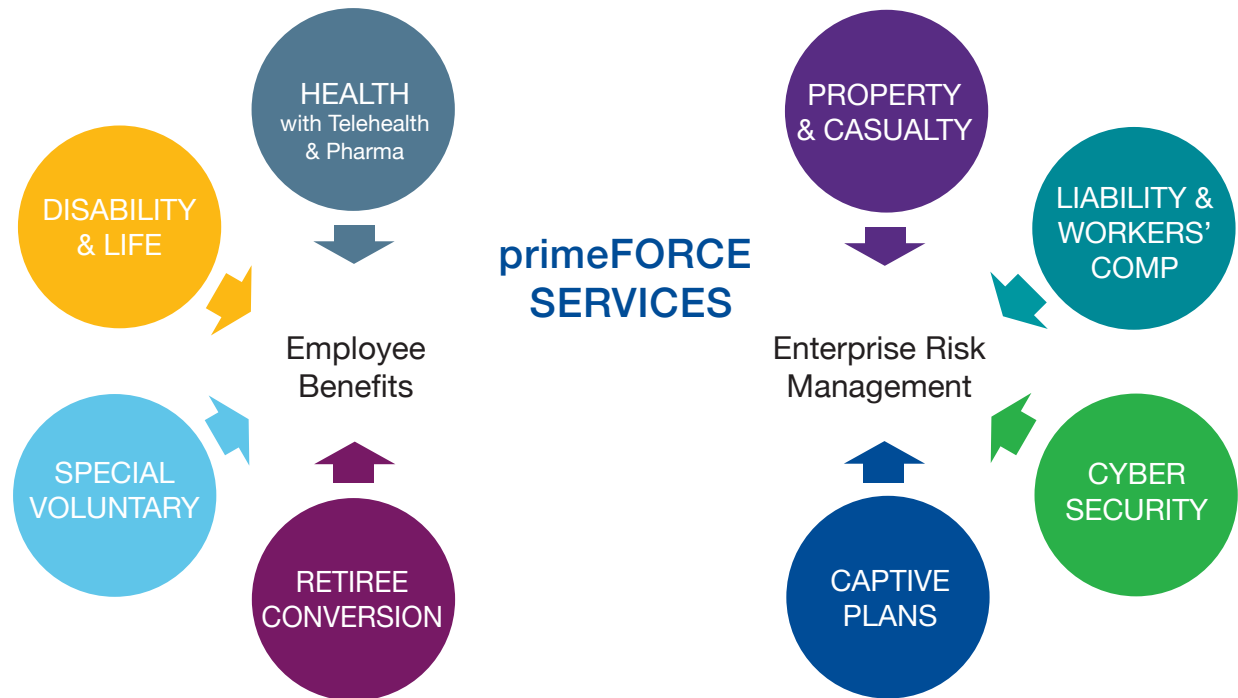 HEALTH
with Telehealth
& Pharma
DISABILITY
& LIFE
SPECIAL
VOLUNTARY
RETIREE
CONVERSION
Employee
Benefits
primeFORCE
SERVICES
PROPERTY
& CASUALTY
LIABILITY &
WORKERS’
COMP
Enterprise Risk
Management
CYBER
SECURITY
CAPTIVE
PLANS